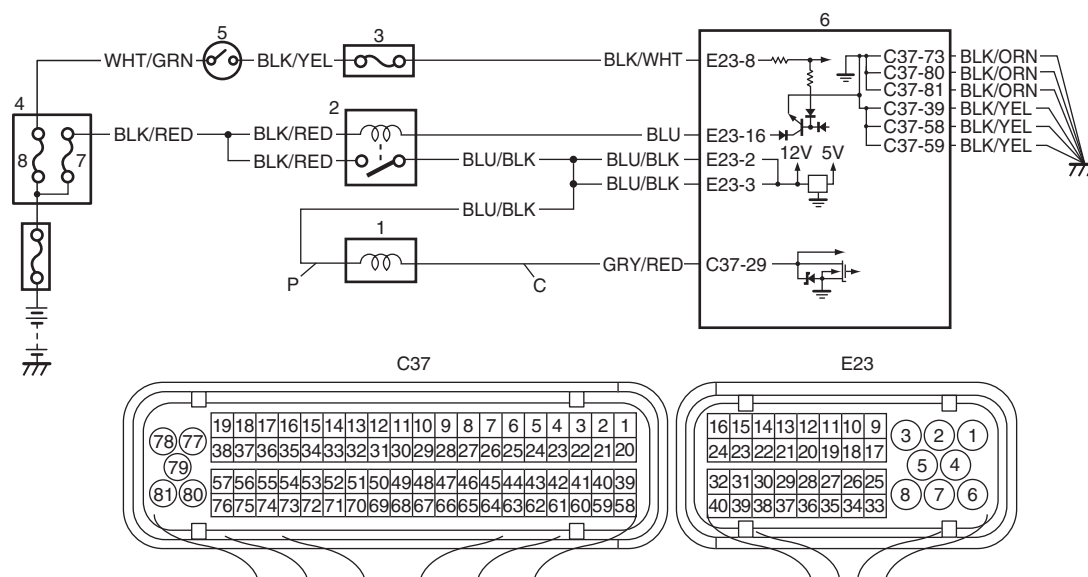 5 3 6
WHT/GRN BLK/YEL BLK/WHT E23-8 C37-73 BLK/ORN
C37-80 BLK/ORN
C37-81 BLK/ORN
4 2 C37-39 BLK/YEL
BLK/RED BLK/RED BLU E23-16 C37-58 BLK/YEL
8 7 BLK/RED BLU/BLK BLU/BLK E23-2 12V 5V C37-59 BLK/YEL
BLU/BLK E23-3
BLU/BLK
1
GRY/RED C37-29
P C
C37 E23
19 18 17 16 15 14 13 12 11 10 9 8 7 6 5 4 3 2 1
38 37 36 35 34 33 32 31 30 29 28 27 26 25 24 23 22 21 20
57 56 55 54 53 52 51 50 49 48 47 46 45 44 43 42 41 40 39
76 75 74 73 72 71 70 69 68 67 66 65 64 63 62 61 60 59 58
78 77
79
81 80
16 15 14 13 12 11 10 9
24 23 22 21 20 19 18 17
32 31 30 29 28 27 26 25
40 39 38 37 36 35 34 33
3 2 1
5 4
8 7 6